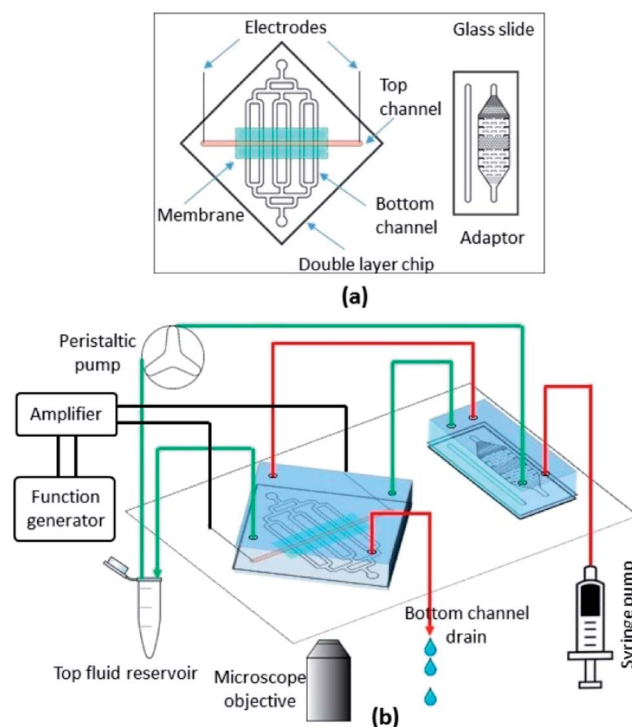 Electrodes
Glass slide
Top
channel
Membrane
Bottom
channel
Double layer chip
Adaptor
(a)
Peristaltic
pump
Amplifier
Function
generator
Top fluid reservoir
Microscope
objective
Bottom channel
drain
Syringe pump
(b)